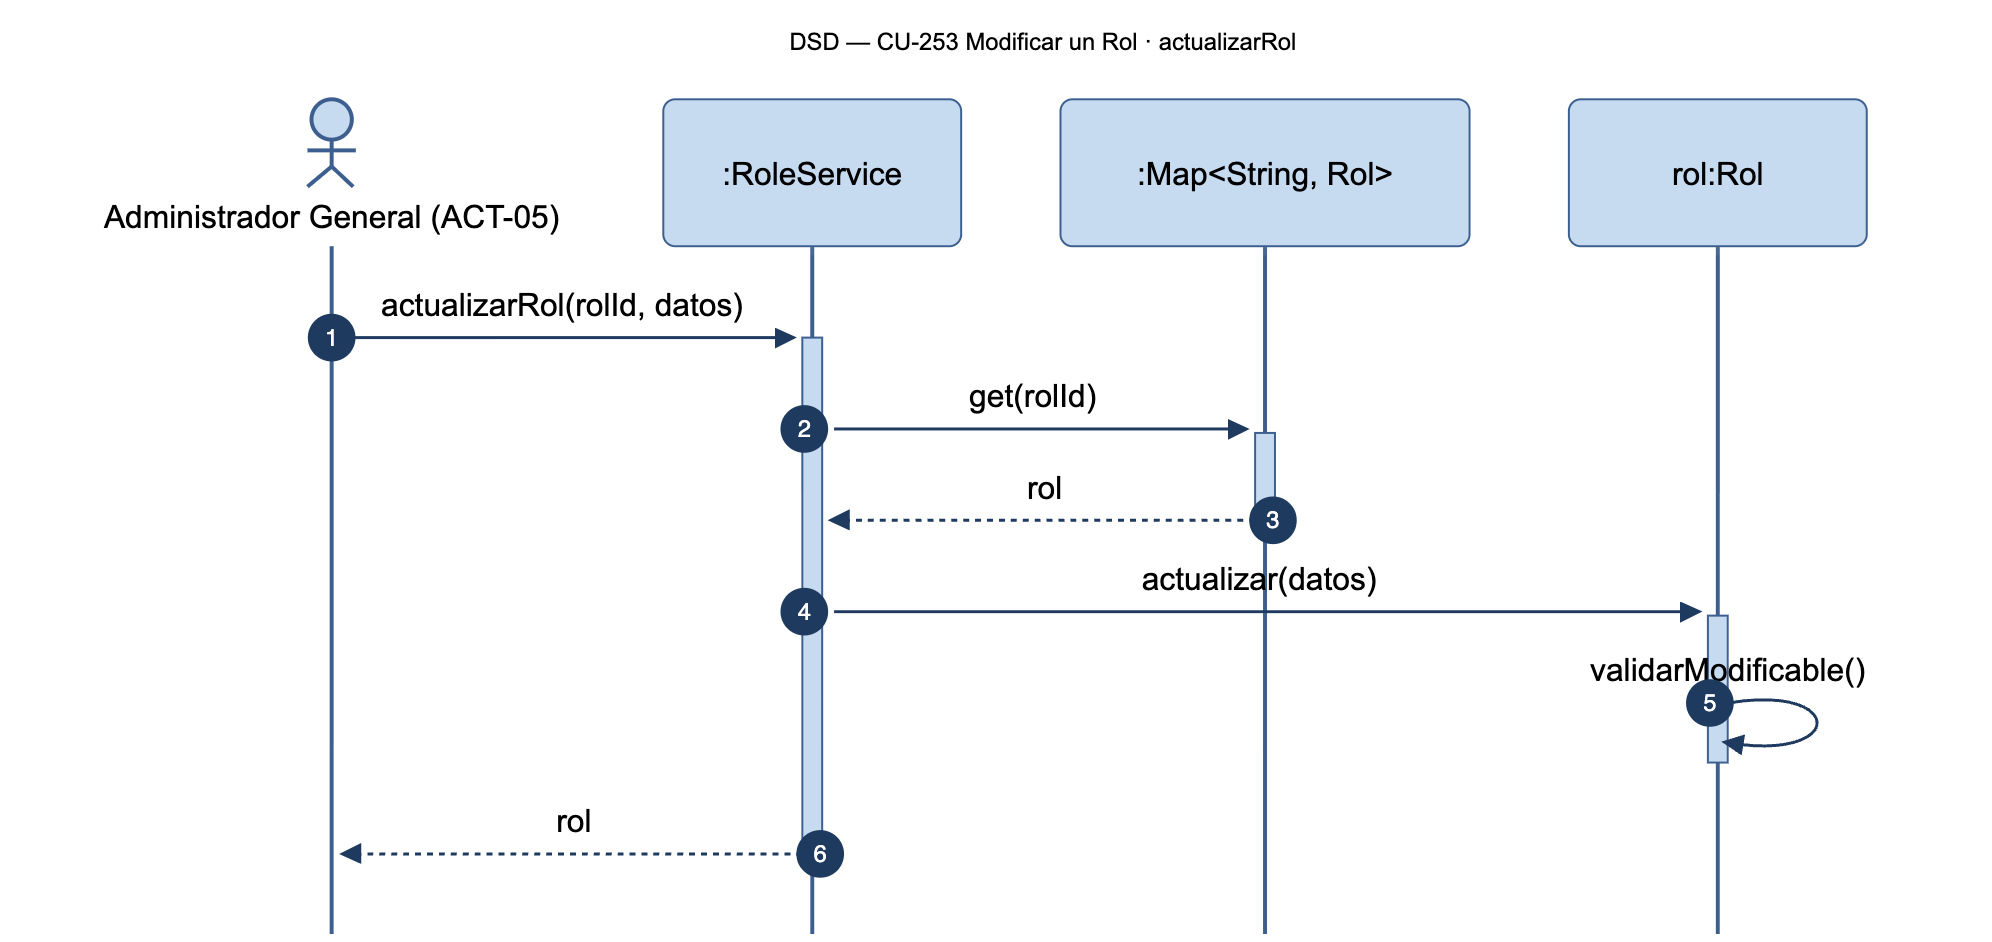 DSD — CU-253 Modificar un Rol · actualizarRol
Administrador General (ACT-05)
:RoleService
:Map<String, Rol>
rol:Rol
actualizarRol(rolId, datos)
1
get(rolId)
2
rol
3
actualizar(datos)
4
validarModificable()
5
rol
6